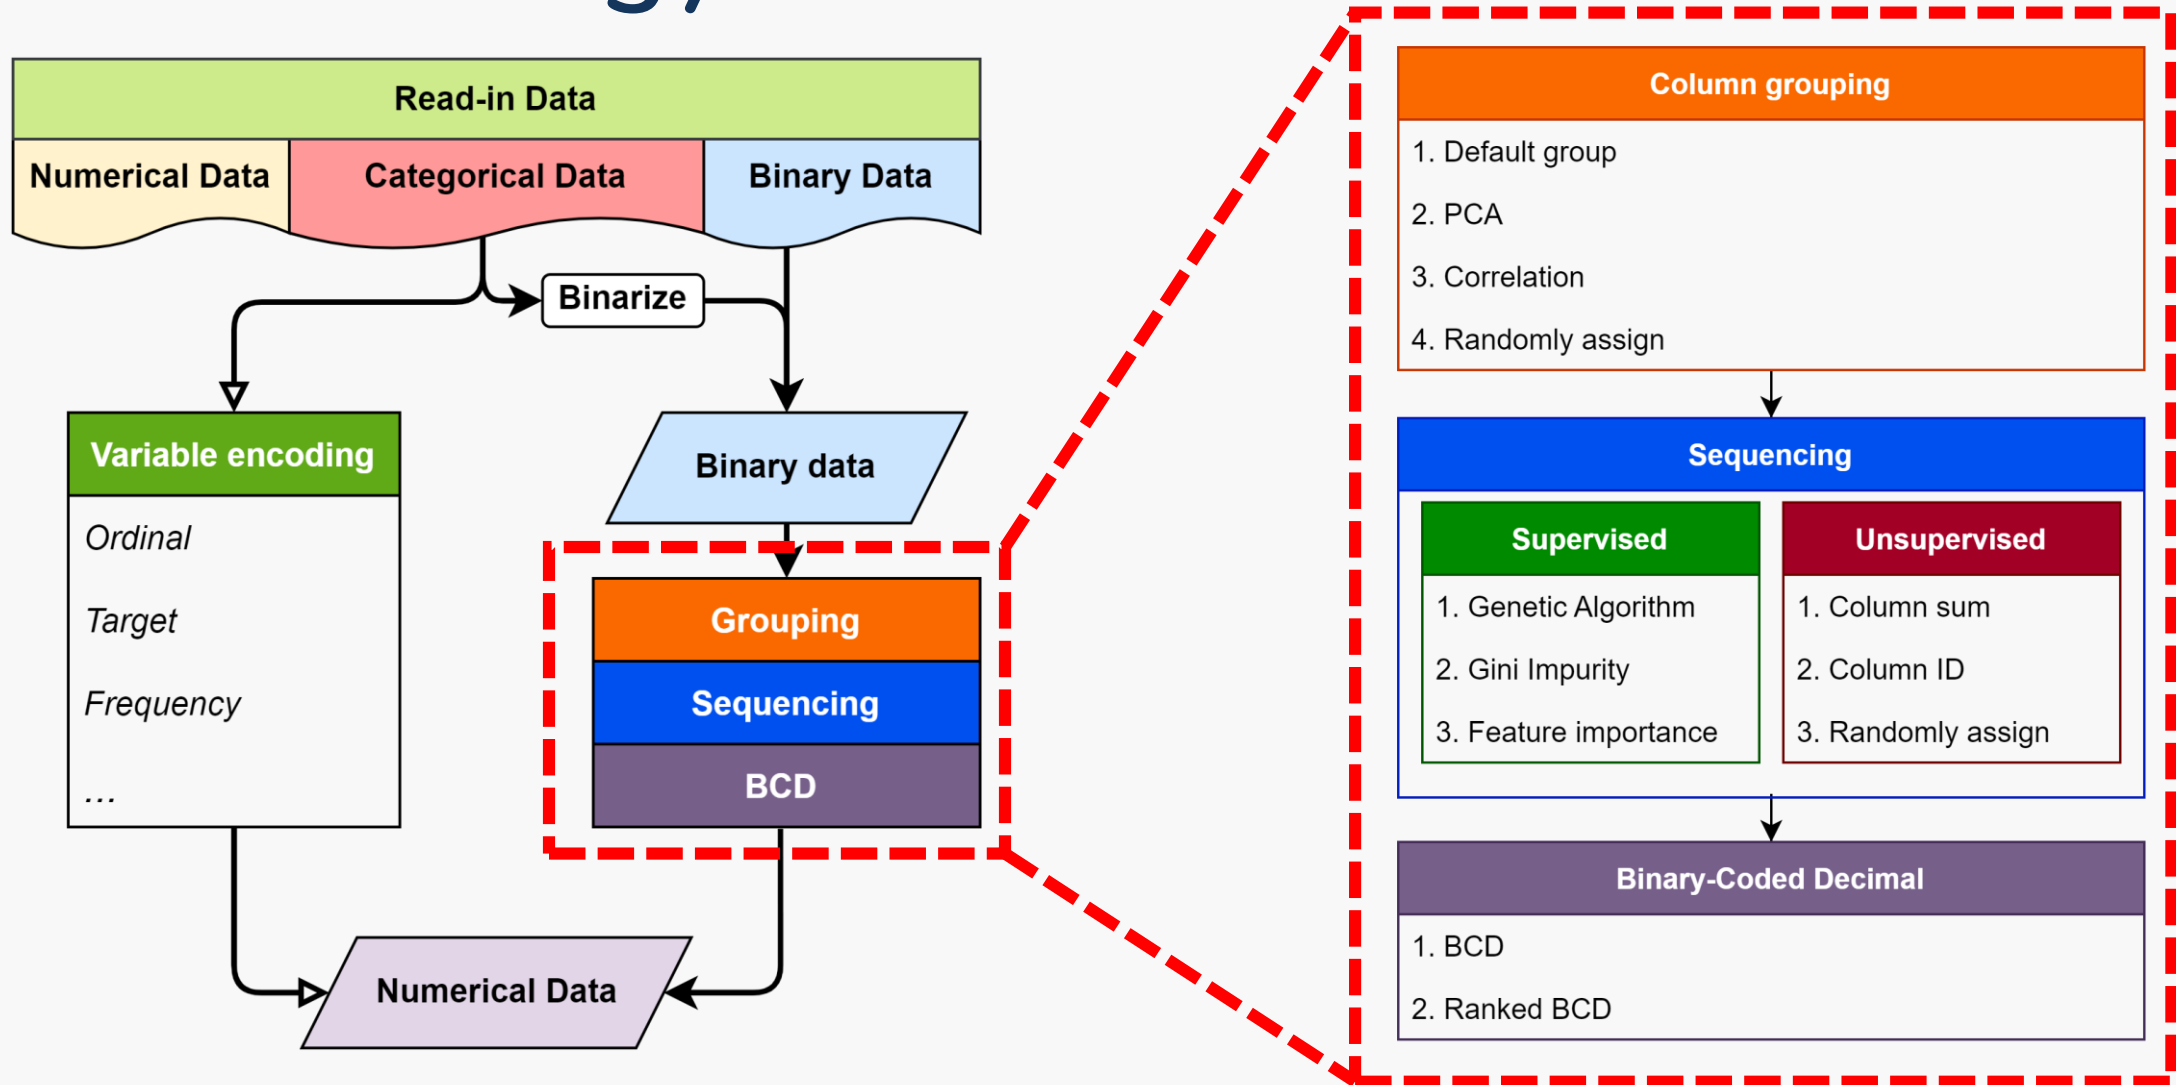 Read-in Data
Numerical Data
Categorical Data
Binary Data
Binarize
Variable encoding
Ordinal
Target
Frequency
...
Binary data
Grouping
Sequencing
BCD
Numerical Data
Column grouping
1. Default group
2. PCA
3. Correlation
4. Randomly assign
Sequencing
Supervised
1. Genetic Algorithm
2. Gini Impurity
3. Feature importance
Unsupervised
1. Column sum
2. Column ID
3. Randomly assign
Binary-Coded Decimal
1. BCD
2. Ranked BCD